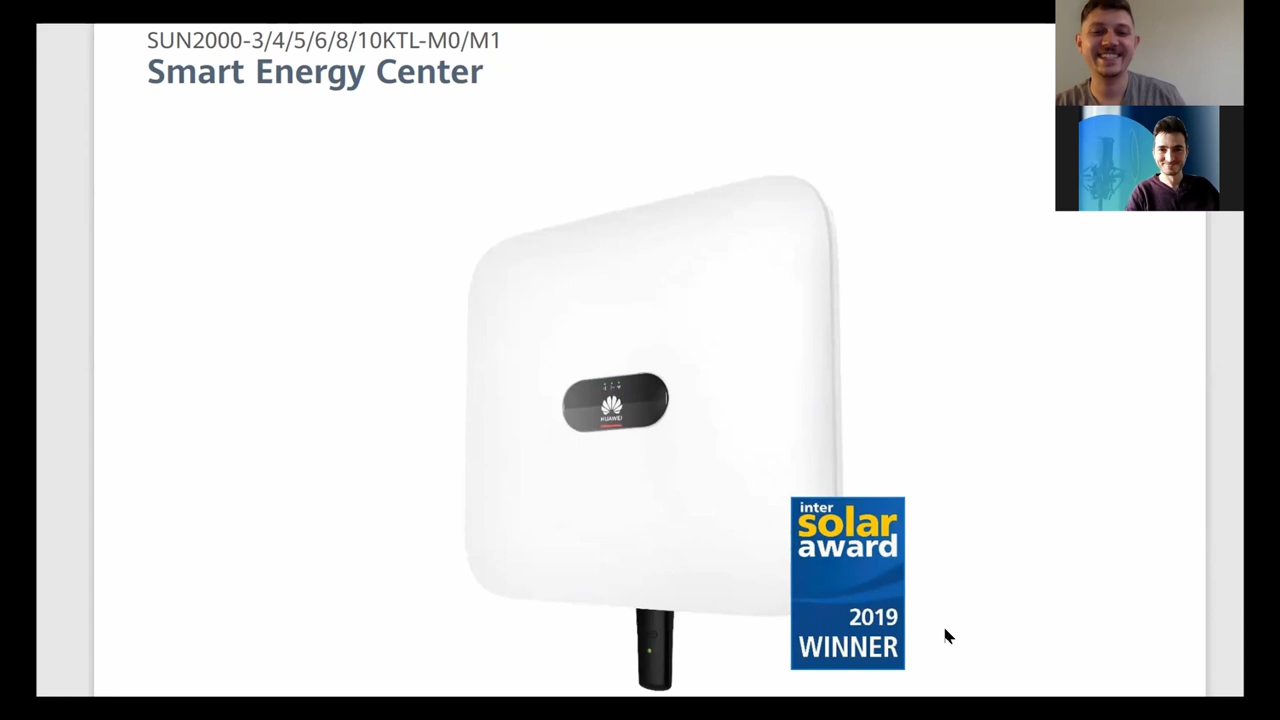 SUN2000-3/4/5/6/8/10KTL-M0/M1
Smart Energy Center
HUAWEI
inter
solar
award
2019
WINNER